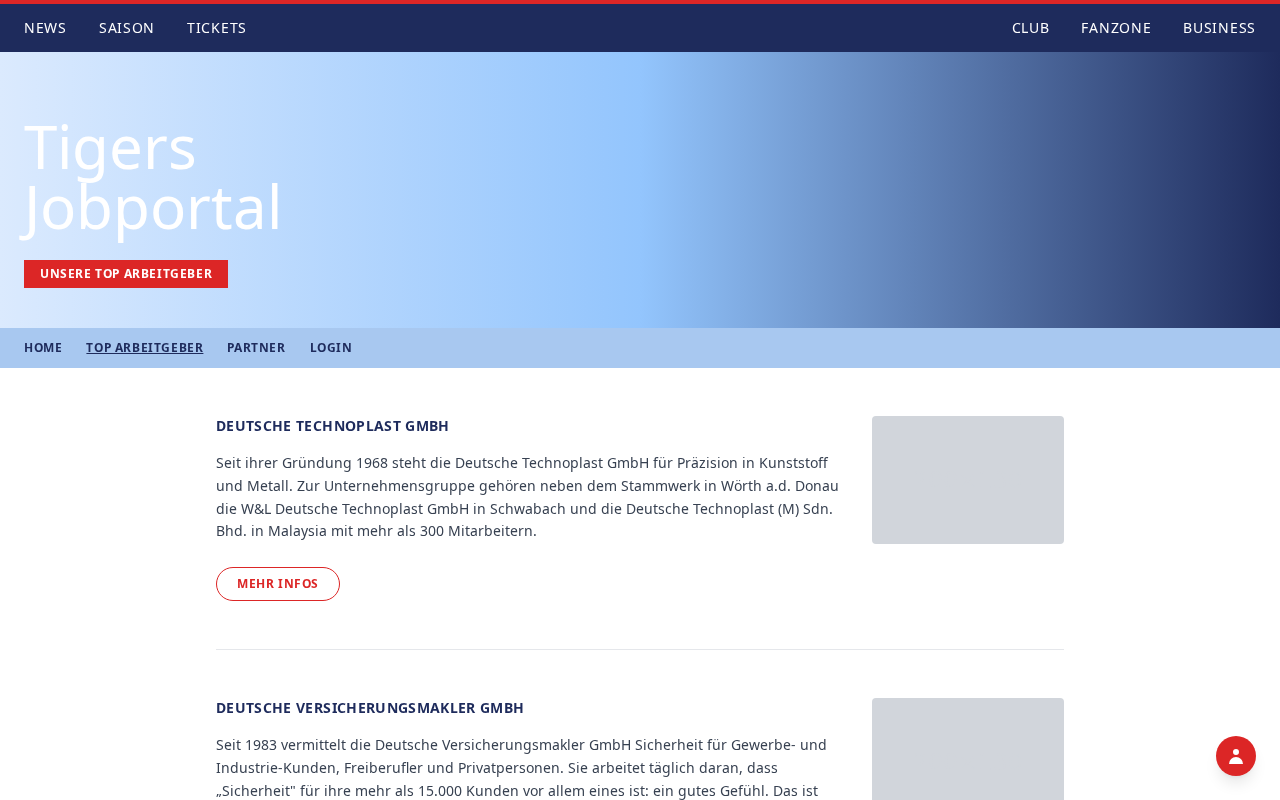 NEWS SAISON TICKETS CLUB FANZONE BUSINESS
Tigers
Jobportal
UNSERE TOP ARBEITGEBER
HOME TOP ARBEITGEBER PARTNER LOGIN
DEUTSCHE TECHNOPLAST GMBH
Seit ihrer Gründung 1968 steht die Deutsche Technoplast GmbH für Präzision in Kunststoff
und Metall. Zur Unternehmensgruppe gehören neben dem Stammwerk in Wörth a.d. Donau
die W&L Deutsche Technoplast GmbH in Schwabach und die Deutsche Technoplast (M) Sdn.
Bhd. in Malaysia mit mehr als 300 Mitarbeitern.
MEHR INFOS
DEUTSCHE VERSICHERUNGSMAKLER GMBH
Seit 1983 vermittelt die Deutsche Versicherungsmakler GmbH Sicherheit für Gewerbe- und
Industrie-Kunden, Freiberufler und Privatpersonen. Sie arbeitet täglich daran, dass
„Sicherheit" für ihre mehr als 15.000 Kunden vor allem eines ist: ein gutes Gefühl. Das ist